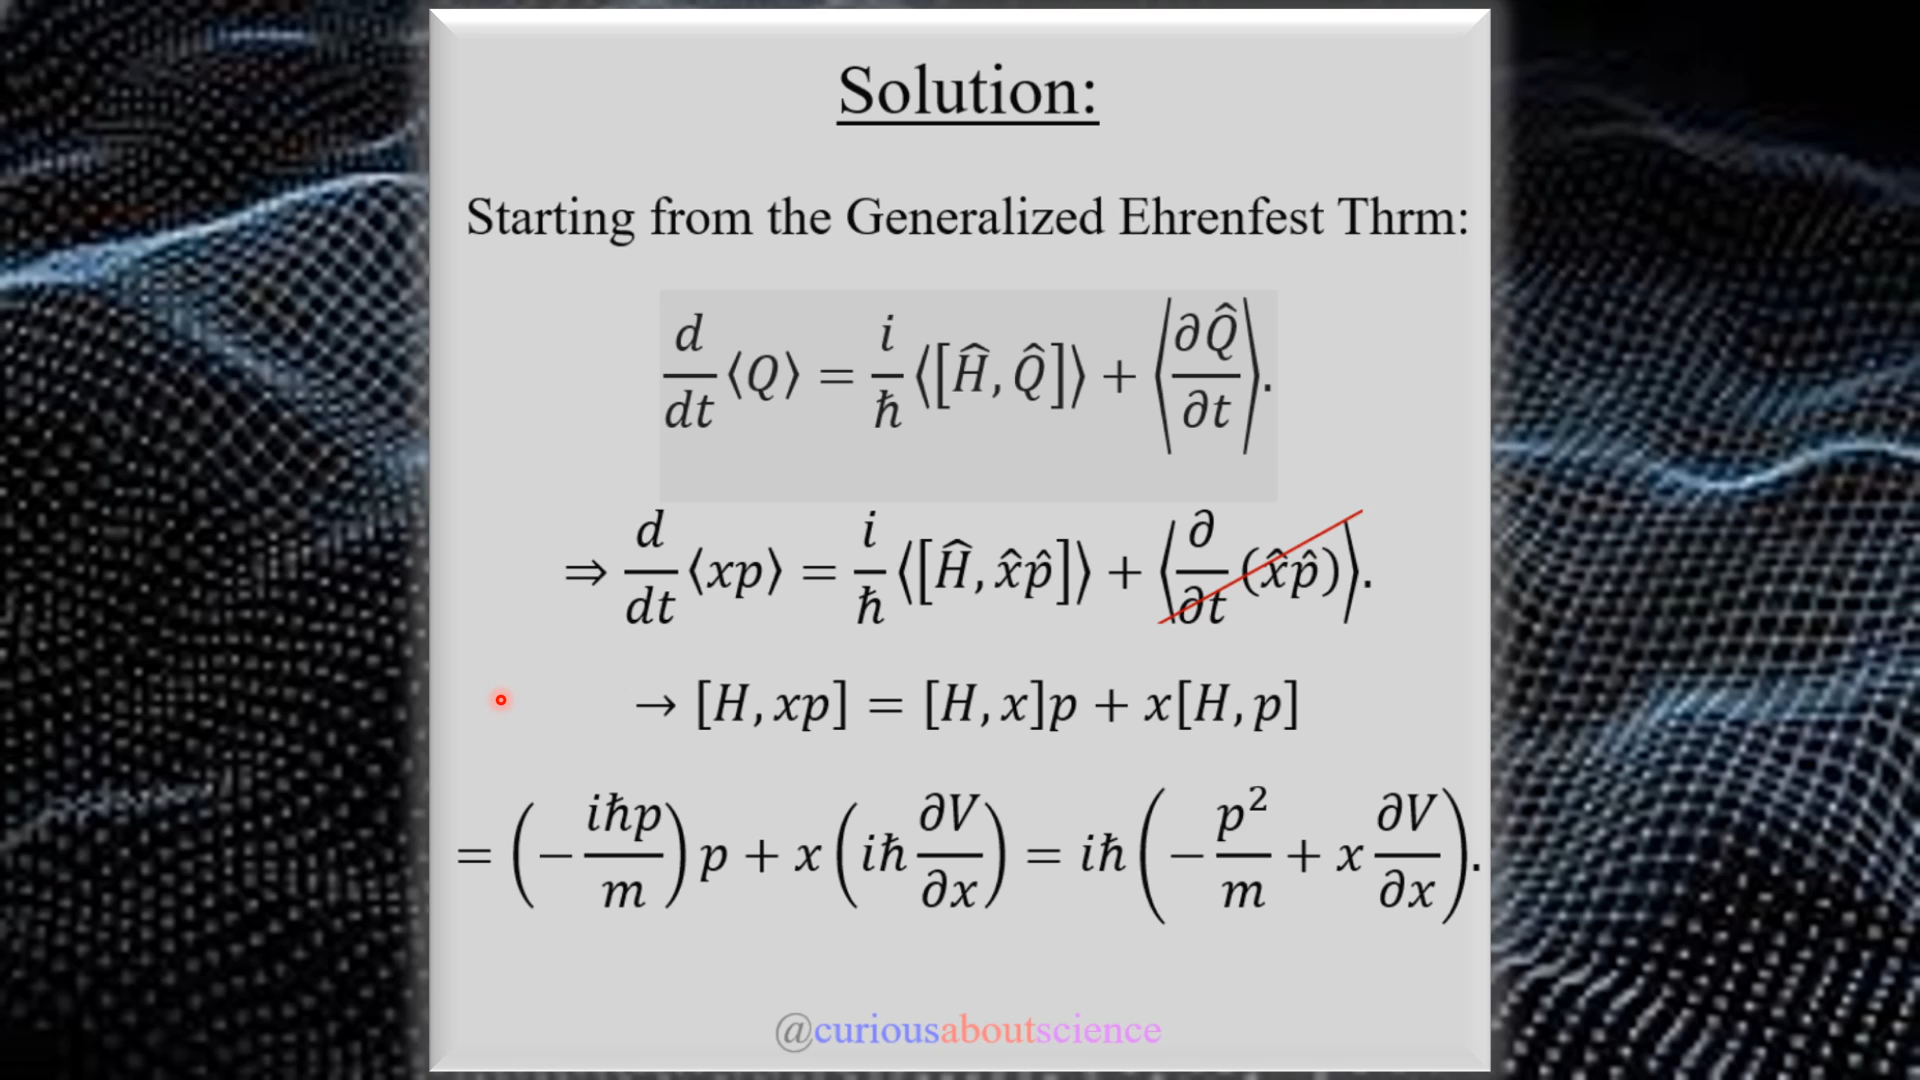 Solution:
Starting from the Generalized Ehrenfest Thrm:
d/dt ⟨Q⟩ = i/ħ ⟨[Ĥ, Q̂]⟩ + ⟨∂Q̂/∂t⟩.
⇒ d/dt ⟨xp⟩ = i/ħ ⟨[Ĥ, x̂p̂]⟩ + ⟨∂/∂t (x̂p̂)⟩.
→ [H, xp] = [H, x]p + x[H, p]
= (− iħp/m) p + x (iħ ∂V/∂x) = iħ (− p²/m + x ∂V/∂x).
@curiousaboutscience